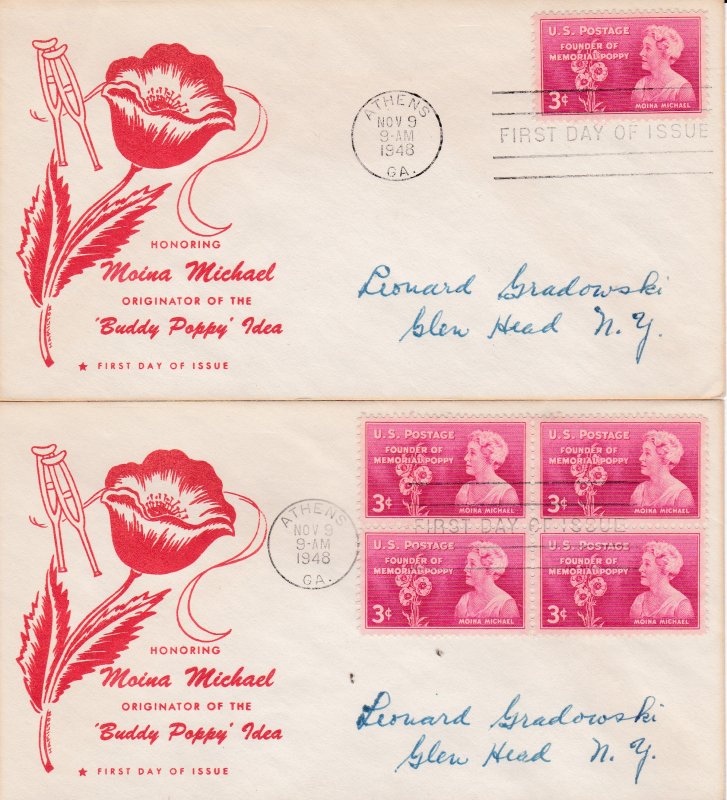 U.S. POSTAGE
FOUNDER OF
MEMORIAL POPPY
3¢
MOINA MICHAEL
ATHENS
NOV 9
9-AM
1948
GA.
FIRST DAY OF ISSUE
HONORING
Moina Michael
ORIGINATOR OF THE
'Buddy Poppy' Idea
★ FIRST DAY OF ISSUE
Leonard Gradowski
Glen Head N.Y.
U.S. POSTAGE
FOUNDER OF
MEMORIAL POPPY
3¢
MOINA MICHAEL
U.S. POSTAGE
FOUNDER OF
MEMORIAL POPPY
3¢
MOINA MICHAEL
U.S. POSTAGE
FOUNDER OF
MEMORIAL POPPY
3¢
MOINA MICHAEL
U.S. POSTAGE
FOUNDER OF
MEMORIAL POPPY
3¢
MOINA MICHAEL
ATHENS
NOV 9
9-AM
1948
GA.
FIRST DAY OF ISSUE
HONORING
Moina Michael
ORIGINATOR OF THE
'Buddy Poppy' Idea
★ FIRST DAY OF ISSUE
Leonard Gradowski
Glen Head N.Y.